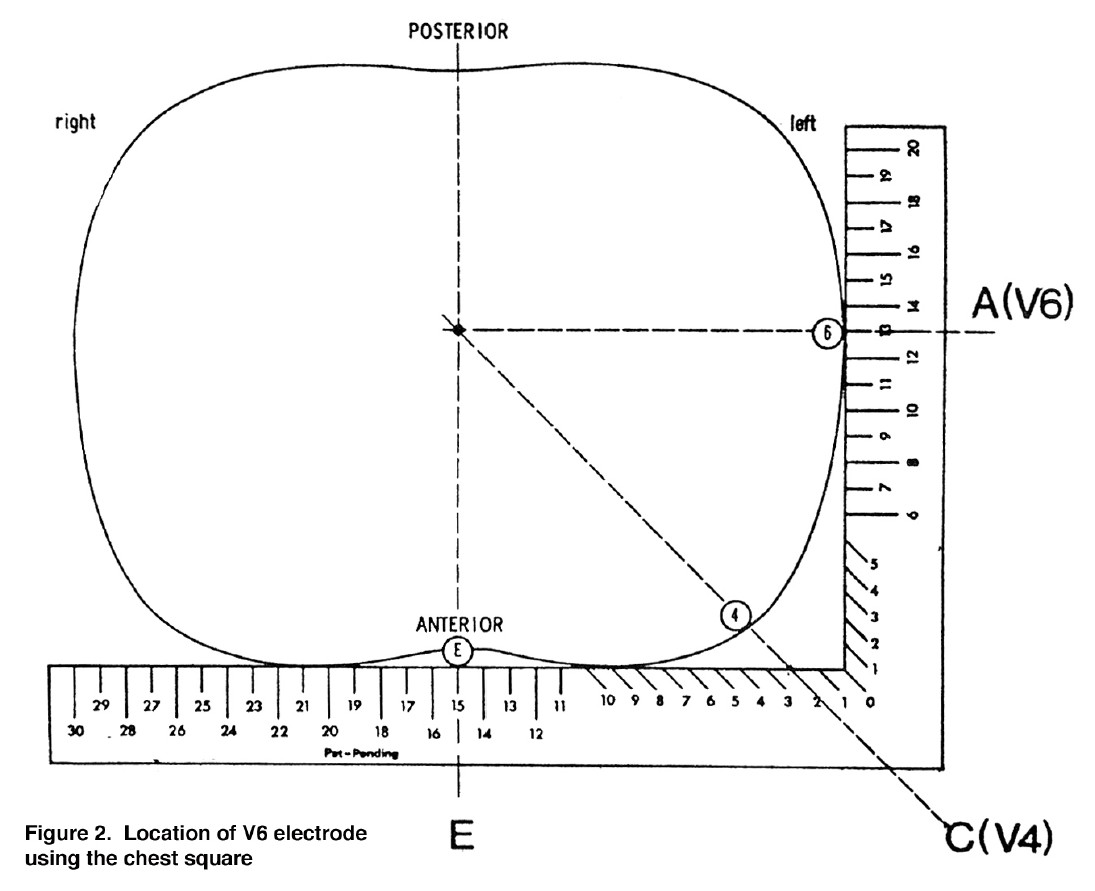 POSTERIOR
right
left
20
19
18
17
16
15
14
A(V6)
6
13
12
11
10
9
8
7
6
5
4
3
2
1
4
ANTERIOR
E
29 27 25 23 21 19 17 15 13 11 10 9 8 7 6 5 4 3 2 1 0
30 28 26 24 22 20 18 16 14 12
Pat-Pending
E
C(V4)
Figure 2. Location of V6 electrode
using the chest square